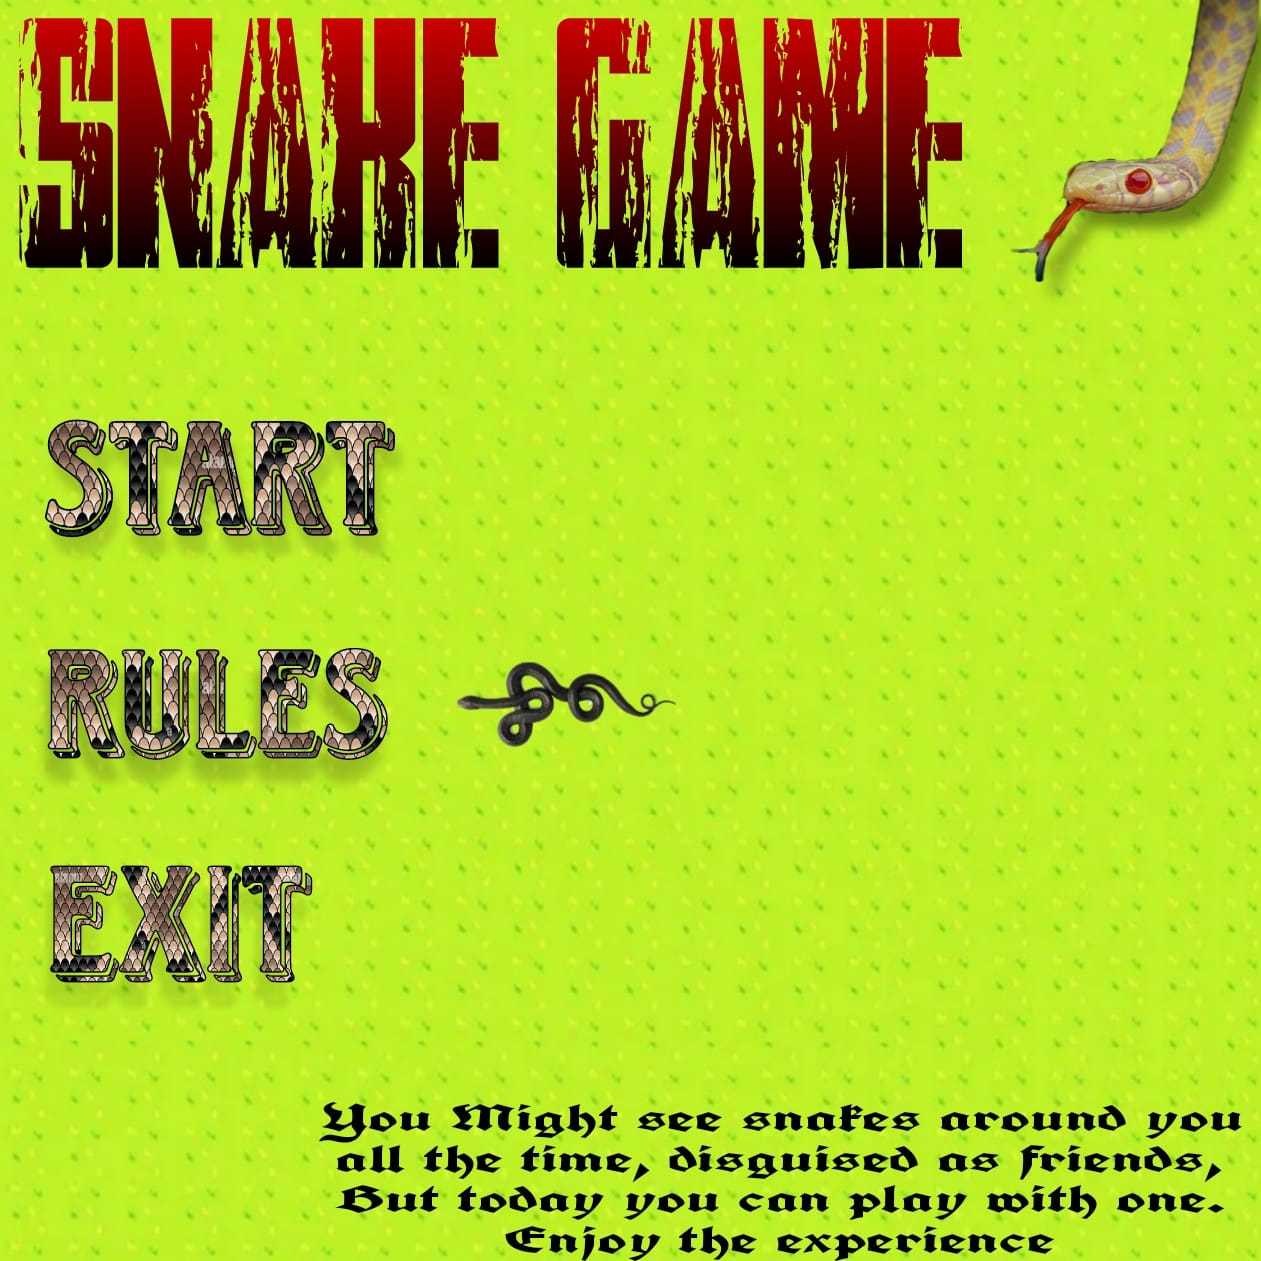 SNAKE GAME
START
RULES
EXIT
You Might see snakes around you
all the time, disguised as friends,
But today you can play with one.
Enjoy the experience